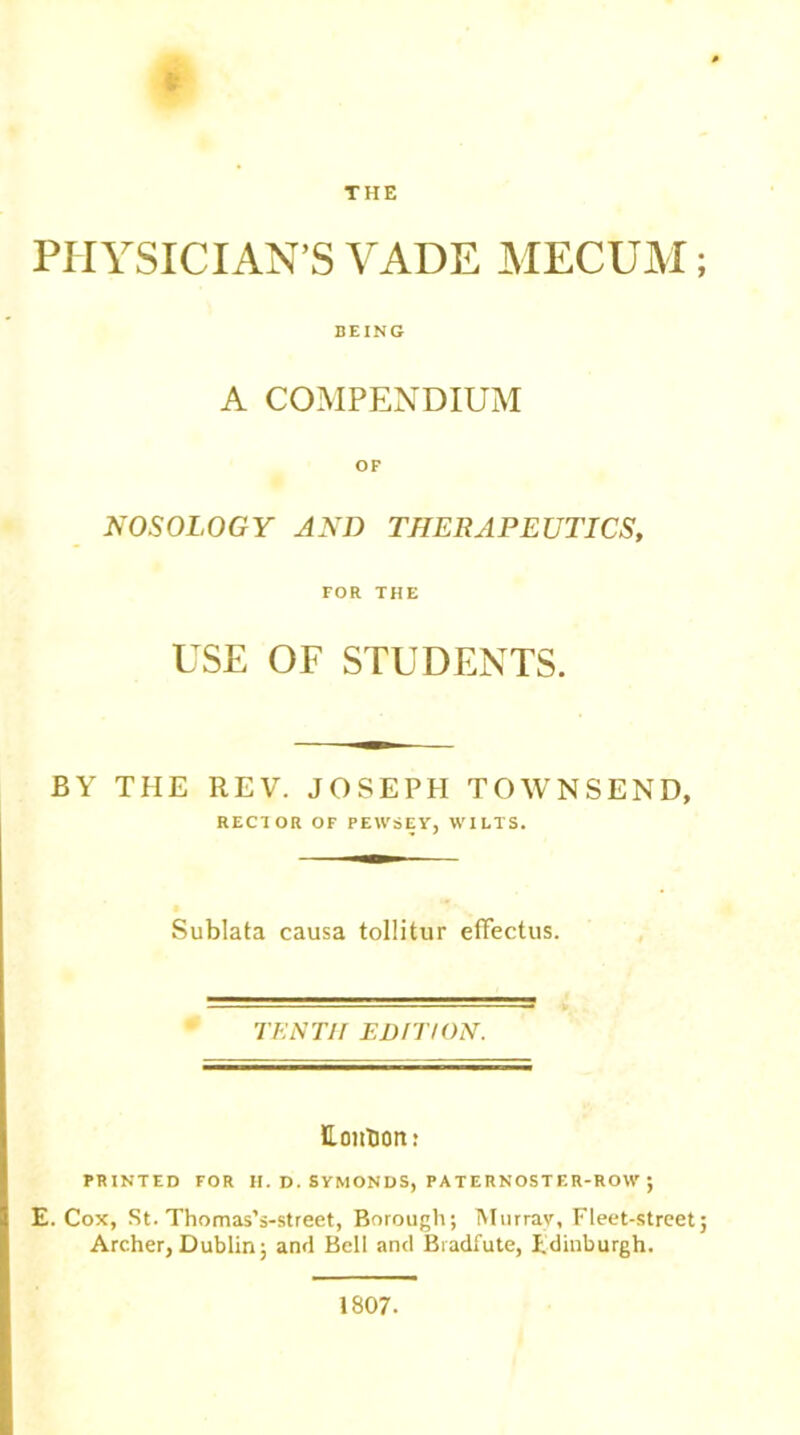 THE
PHYSICIAN'S VADE MECUM;
BEING
A COMPENDIUM
OF
NOSOLOGY AND THERAPEUTICS,
FOR THE
USE OF STUDENTS.
BY THE REV. JOSEPH TOWNSEND,
RECTOR OF PEWSEY, WILTS.
Sublata causa tollitur effectus.
TENTH EDITION.
London:
PRINTED FOR H. D. SYMONDS, PATERNOSTER-ROW;
E. Cox, St. Thomas's-street, Borough; Murray, Fleet-street;
Archer, Dublin; and Bell and Bradfute, Edinburgh.
1807.